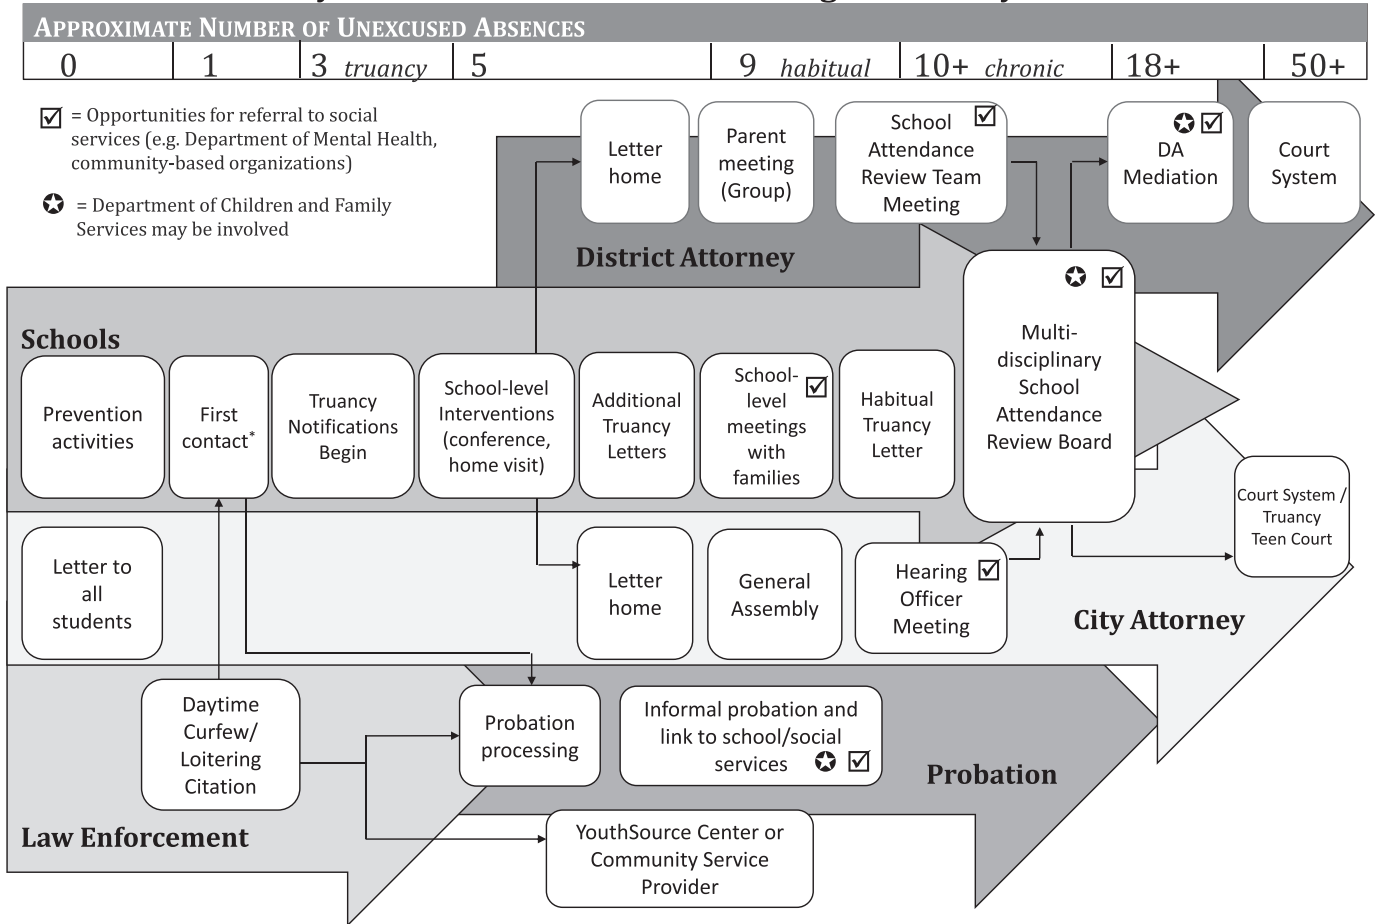 APPROXIMATE NUMBER OF UNEXCUSED ABSENCES
0 1 3 truancy 5 9 habitual 10+ chronic 18+ 50+
☑ = Opportunities for referral to social
services (e.g. Department of Mental Health,
community-based organizations)
✪ = Department of Children and Family
Services may be involved
Letter
home
Parent
meeting
(Group)
School ☑
Attendance
Review Team
Meeting
✪ ☑
DA
Mediation
Court
System
District Attorney
Schools
Prevention
activities
First
contact*
Truancy
Notifications
Begin
School-level
Interventions
(conference,
home visit)
Additional
Truancy
Letters
School-
level ☑
meetings
with
families
Habitual
Truancy
Letter
✪ ☑
Multi-
disciplinary
School
Attendance
Review Board
Court System /
Truancy
Teen Court
Letter to
all
students
Letter
home
General
Assembly
Hearing ☑
Officer
Meeting
City Attorney
Daytime
Curfew/
Loitering
Citation
Probation
processing
Informal probation and
link to school/social
services ✪ ☑
Probation
Law Enforcement
YouthSource Center or
Community Service
Provider